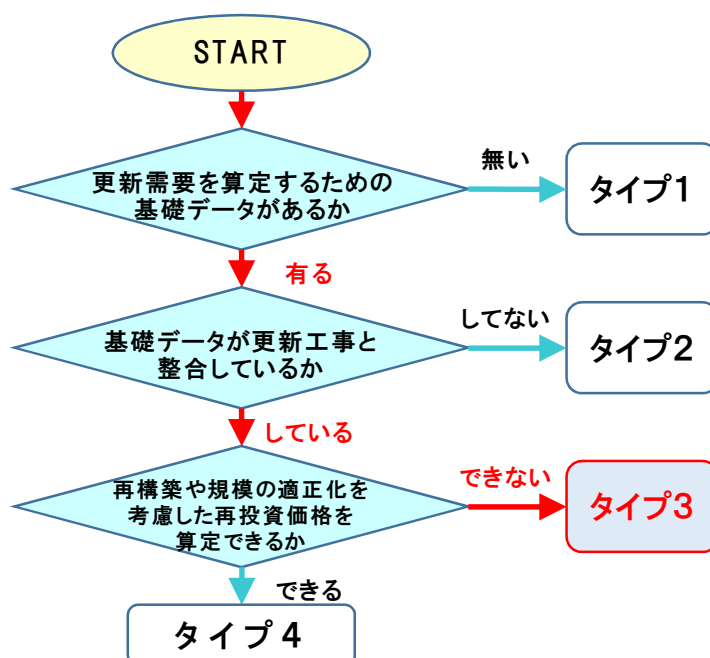 START
更新需要を算定するための
基礎データがあるか
無い
タイプ1
有る
基礎データが更新工事と
整合しているか
してない
タイプ2
している
再構築や規模の適正化を
考慮した再投資価格を
算定できるか
できない
タイプ3
できる
タイプ4